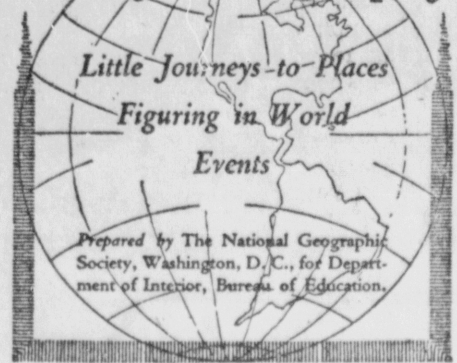 Little Journeys-to-Places
Figuring in World
Events
Prepared by The National Geographic
Society, Washington, D. C., for Depart-
ment of Interior, Bureau of Education.